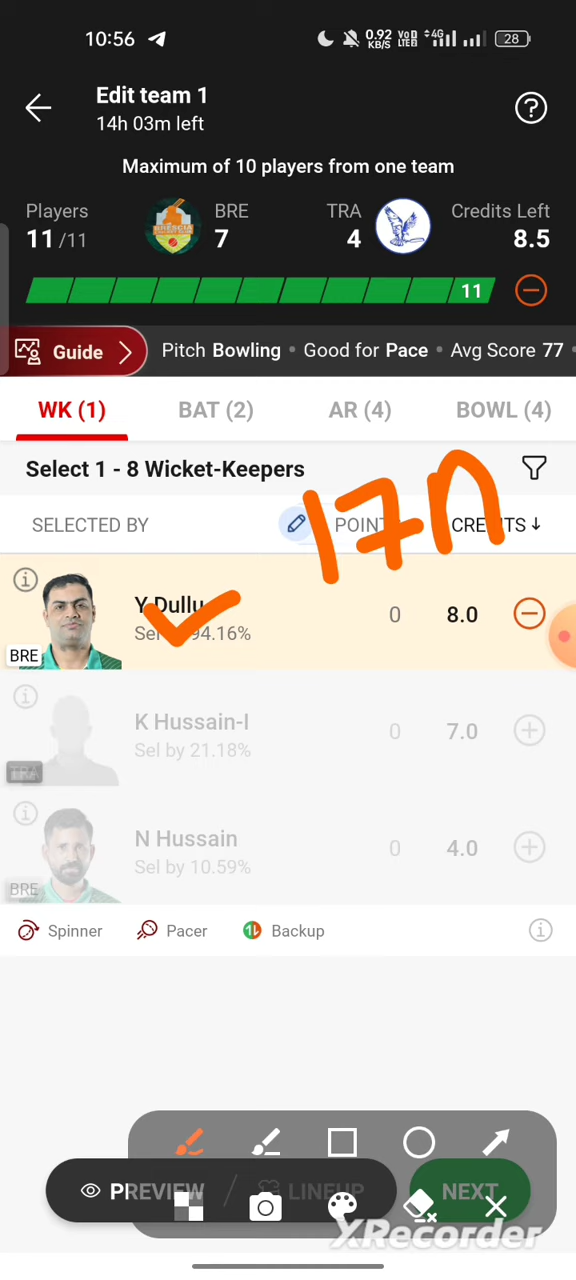 10:56
0.92 KB/S VoD LTE2 4G 28
Edit team 1
14h 03m left
Maximum of 10 players from one team
Players BRE TRA Credits Left
11/11 7 4 8.5
11
Guide Pitch Bowling • Good for Pace • Avg Score 77
WK (1) BAT (2) AR (4) BOWL (4)
Select 1 - 8 Wicket-Keepers
SELECTED BY
17n
Y Dullu
94.16% 0 8.0
BRE
K Hussain-I
Sel by 21.18% 0 7.0
TRA
N Hussain
Sel by 10.59% 0 4.0
BRE
Spinner Pacer Backup
PREVIEW / LINEUP NEXT
XRecorder